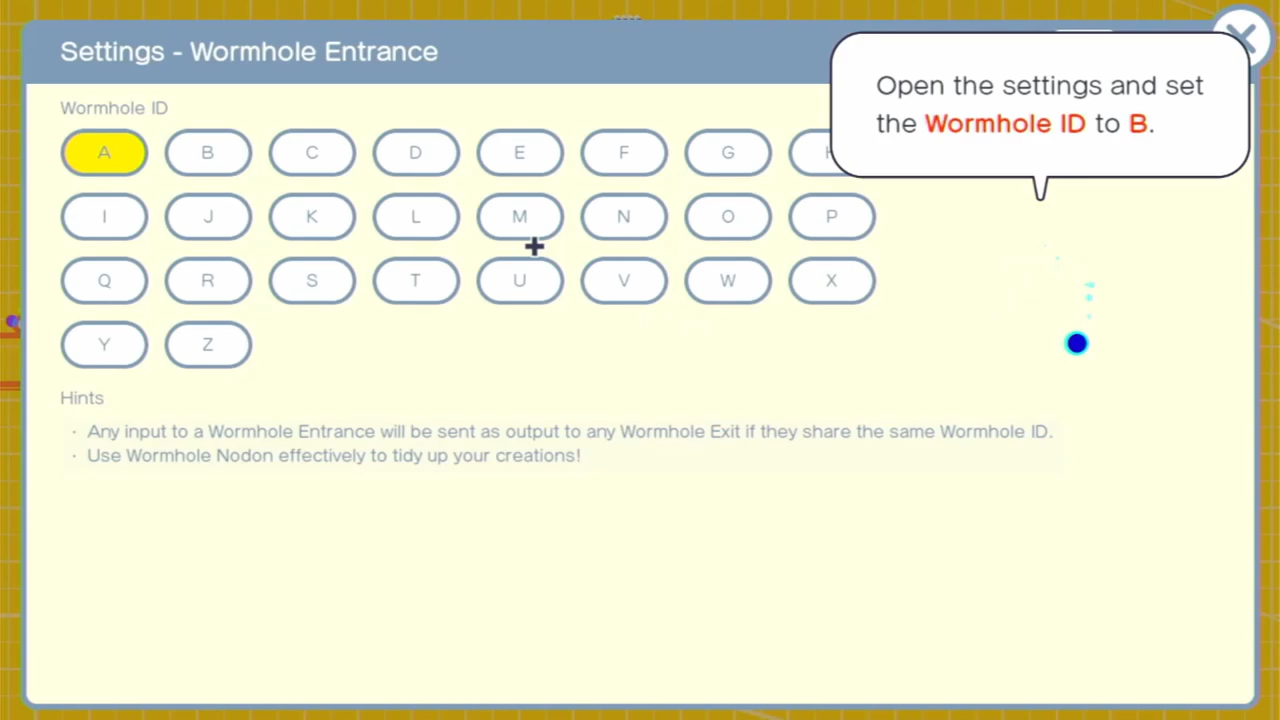 Settings - Wormhole Entrance
Open the settings and set
the Wormhole ID to B.
Wormhole ID
A B C D E F G
I J K L M N O P
Q R S T U V W X
Y Z
Hints
· Any input to a Wormhole Entrance will be sent as output to any Wormhole Exit if they share the same Wormhole ID.
· Use Wormhole Nodon effectively to tidy up your creations!